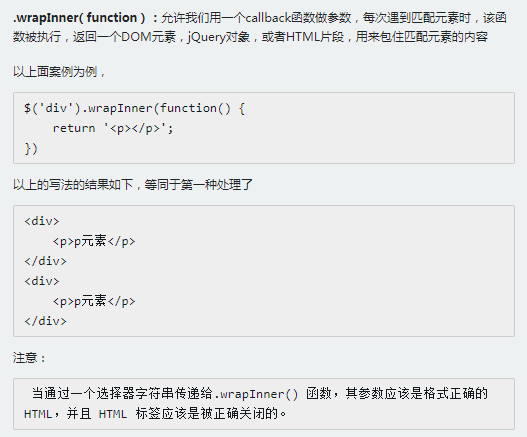 .wrapInner( function ) ：允许我们用一个callback函数做参数，每次遇到匹配元素时，该函
数被执行，返回一个DOM元素，jQuery对象，或者HTML片段，用来包住匹配元素的内容
以上面案例为例，
$('div').wrapInner(function() {
    return '<p></p>';
})
以上的写法的结果如下，等同于第一种处理了
<div>
    <p>p元素</p>
</div>
<div>
    <p>p元素</p>
</div>
注意：
当通过一个选择器字符串传递给.wrapInner() 函数，其参数应该是格式正确的
HTML，并且 HTML 标签应该是被正确关闭的。